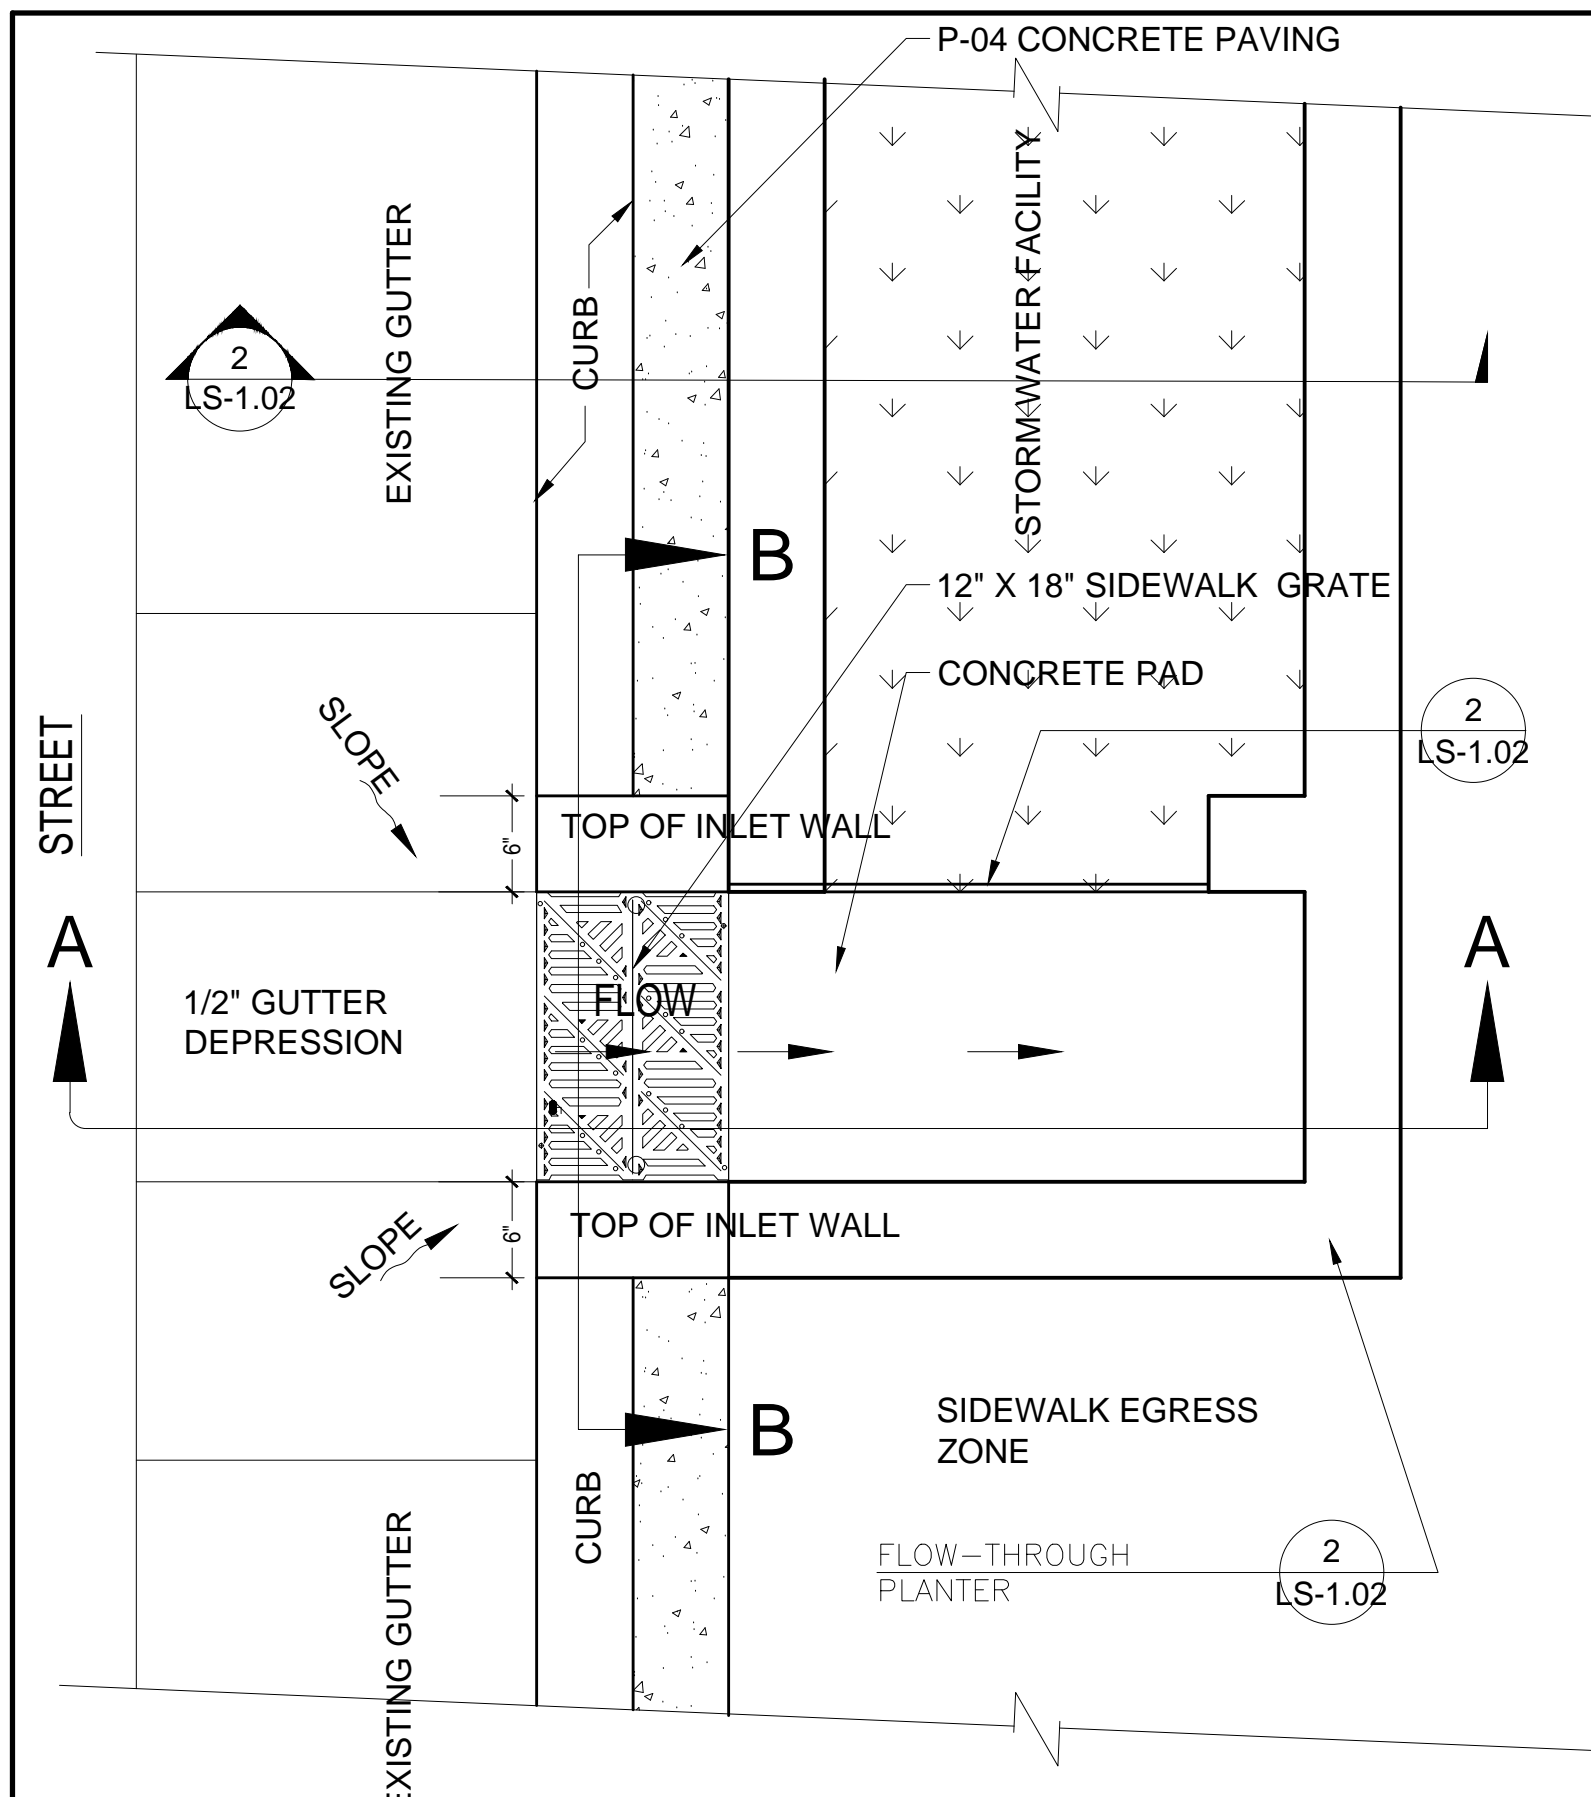 P-04 CONCRETE PAVING
STORMWATER FACILITY
EXISTING GUTTER
CURB
2
LS-1.02
B
12" X 18" SIDEWALK GRATE
CONCRETE PAD
2
LS-1.02
STREET
SLOPE
6"
TOP OF INLET WALL
A
A
1/2" GUTTER
DEPRESSION
FLOW
SLOPE
6"
TOP OF INLET WALL
B
SIDEWALK EGRESS
ZONE
CURB
EXISTING GUTTER
FLOW-THROUGH
PLANTER
2
LS-1.02